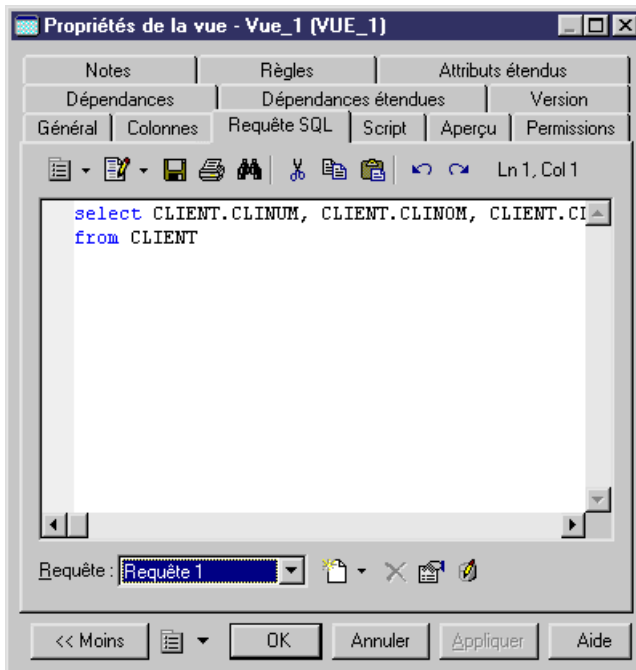 Propriétés de la vue - Vue_1 (VUE_1)
Notes Règles Attributs étendus
Dépendances Dépendances étendues Version
Général Colonnes Requête SQL Script Aperçu Permissions
Ln 1, Col 1
select CLIENT.CLINUM, CLIENT.CLINOM, CLIENT.CI
from CLIENT
Requête : Requête 1
<< Moins OK Annuler Appliquer Aide